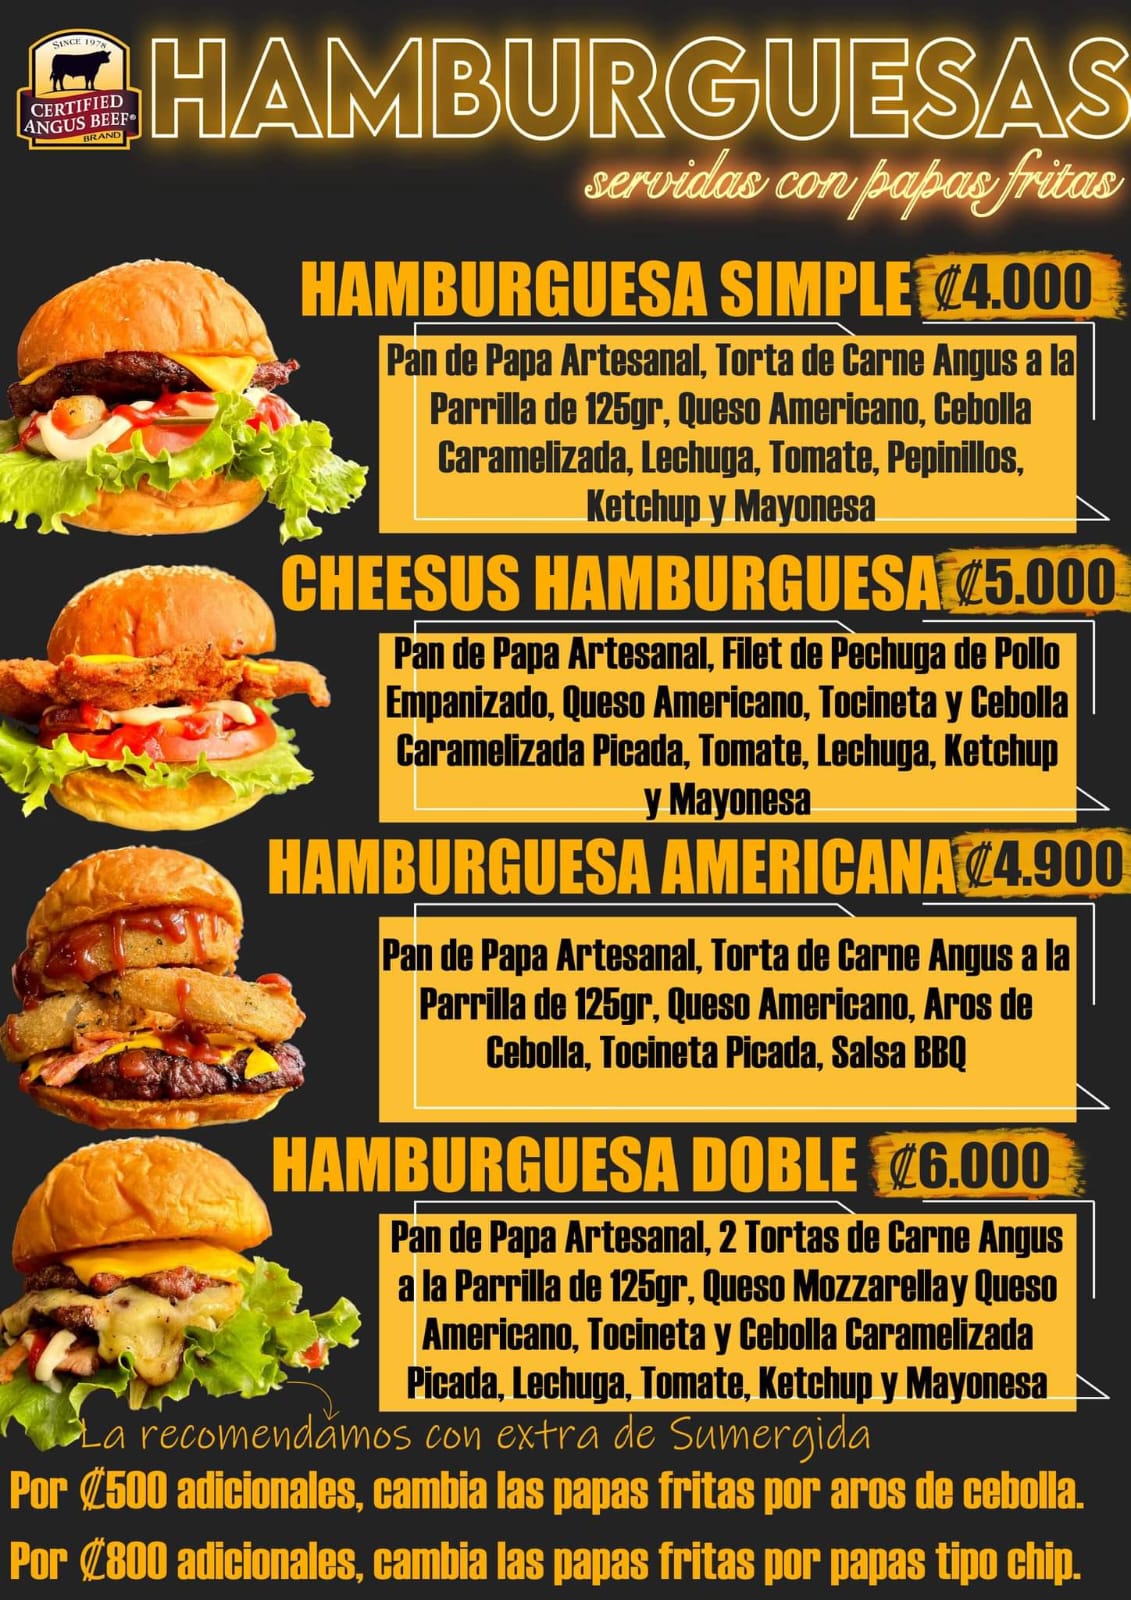 SINCE 1978
CERTIFIED
ANGUS BEEF®
BRAND
HAMBURGUESAS
servidas con papas fritas
HAMBURGUESA SIMPLE ₡4.000
Pan de Papa Artesanal, Torta de Carne Angus a la
Parrilla de 125gr, Queso Americano, Cebolla
Caramelizada, Lechuga, Tomate, Pepinillos,
Ketchup y Mayonesa
CHEESUS HAMBURGUESA ₡5.000
Pan de Papa Artesanal, Filet de Pechuga de Pollo
Empanizado, Queso Americano, Tocineta y Cebolla
Caramelizada Picada, Tomate, Lechuga, Ketchup
y Mayonesa
HAMBURGUESA AMERICANA ₡4.900
Pan de Papa Artesanal, Torta de Carne Angus a la
Parrilla de 125gr, Queso Americano, Aros de
Cebolla, Tocineta Picada, Salsa BBQ
HAMBURGUESA DOBLE ₡6.000
Pan de Papa Artesanal, 2 Tortas de Carne Angus
a la Parrilla de 125gr, Queso Mozzarella y Queso
Americano, Tocineta y Cebolla Caramelizada
Picada, Lechuga, Tomate, Ketchup y Mayonesa
La recomendamos con extra de Sumergida
Por ₡500 adicionales, cambia las papas fritas por aros de cebolla.
Por ₡800 adicionales, cambia las papas fritas por papas tipo chip.